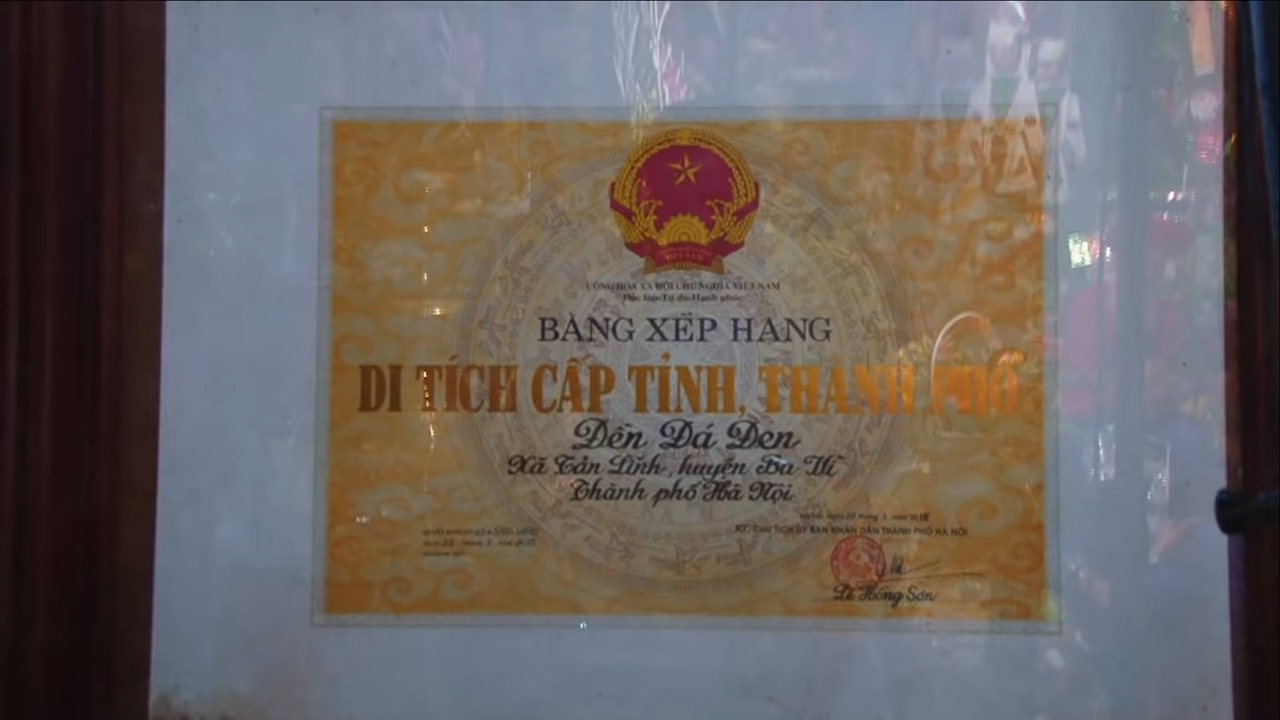 VIỆT NAM
CỘNG HÒA XÃ HỘI CHỦ NGHĨA VIỆT NAM
Độc lập-Tự do-Hạnh phúc
BẰNG XẾP HẠNG
DI TÍCH CẤP TỈNH, THÀNH PHỐ
Đền Đá Đen
Xã Tản Lĩnh, huyện Ba Vì
Thành phố Hà Nội
KT. CHỦ TỊCH ỦY BAN NHÂN DÂN THÀNH PHỐ HÀ NỘI
Lê Hồng Sơn